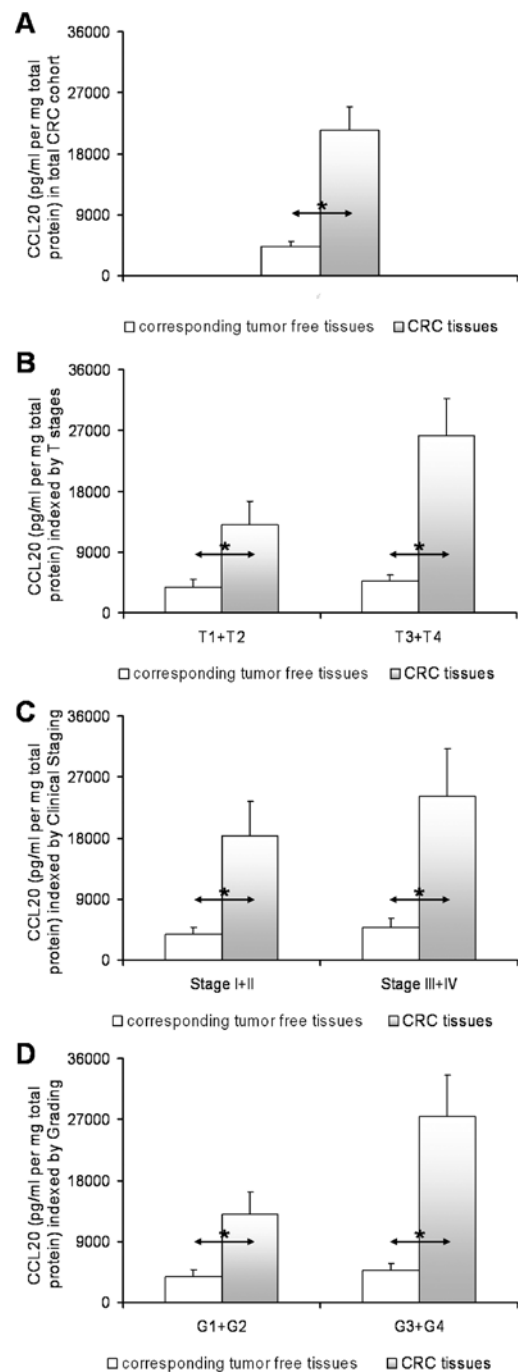 A
CCL20 (pg/ml per mg total
protein) in total CRC cohort
36000
27000
18000
9000
0
*
corresponding tumor free tissues CRC tissues
B
CCL20 (pg/ml per mg total
protein) indexed by T stages
36000
27000
18000
9000
0
* *
T1+T2 T3+T4
corresponding tumor free tissues CRC tissues
C
CCL20 (pg/ml per mg total
protein) indexed by Clinical Staging
36000
27000
18000
9000
0
* *
Stage I+II Stage III+IV
corresponding tumor free tissues CRC tissues
D
CCL20 (pg/ml per mg total
protein) indexed by Grading
36000
27000
18000
9000
0
* *
G1+G2 G3+G4
corresponding tumor free tissues CRC tissues